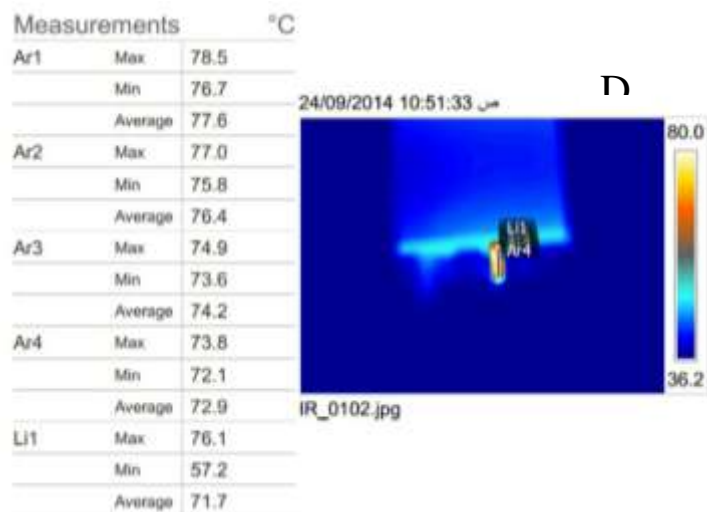 Measurements °C
Ar1 Max 78.5
Min 76.7
Average 77.6
Ar2 Max 77.0
Min 75.8
Average 76.4
Ar3 Max 74.9
Min 73.6
Average 74.2
Ar4 Max 73.8
Min 72.1
Average 72.9
Li1 Max 76.1
Min 57.2
Average 71.7
D
24/09/2014 10:51:33 ص
80.0
Li1
Ar4
36.2
IR_0102.jpg